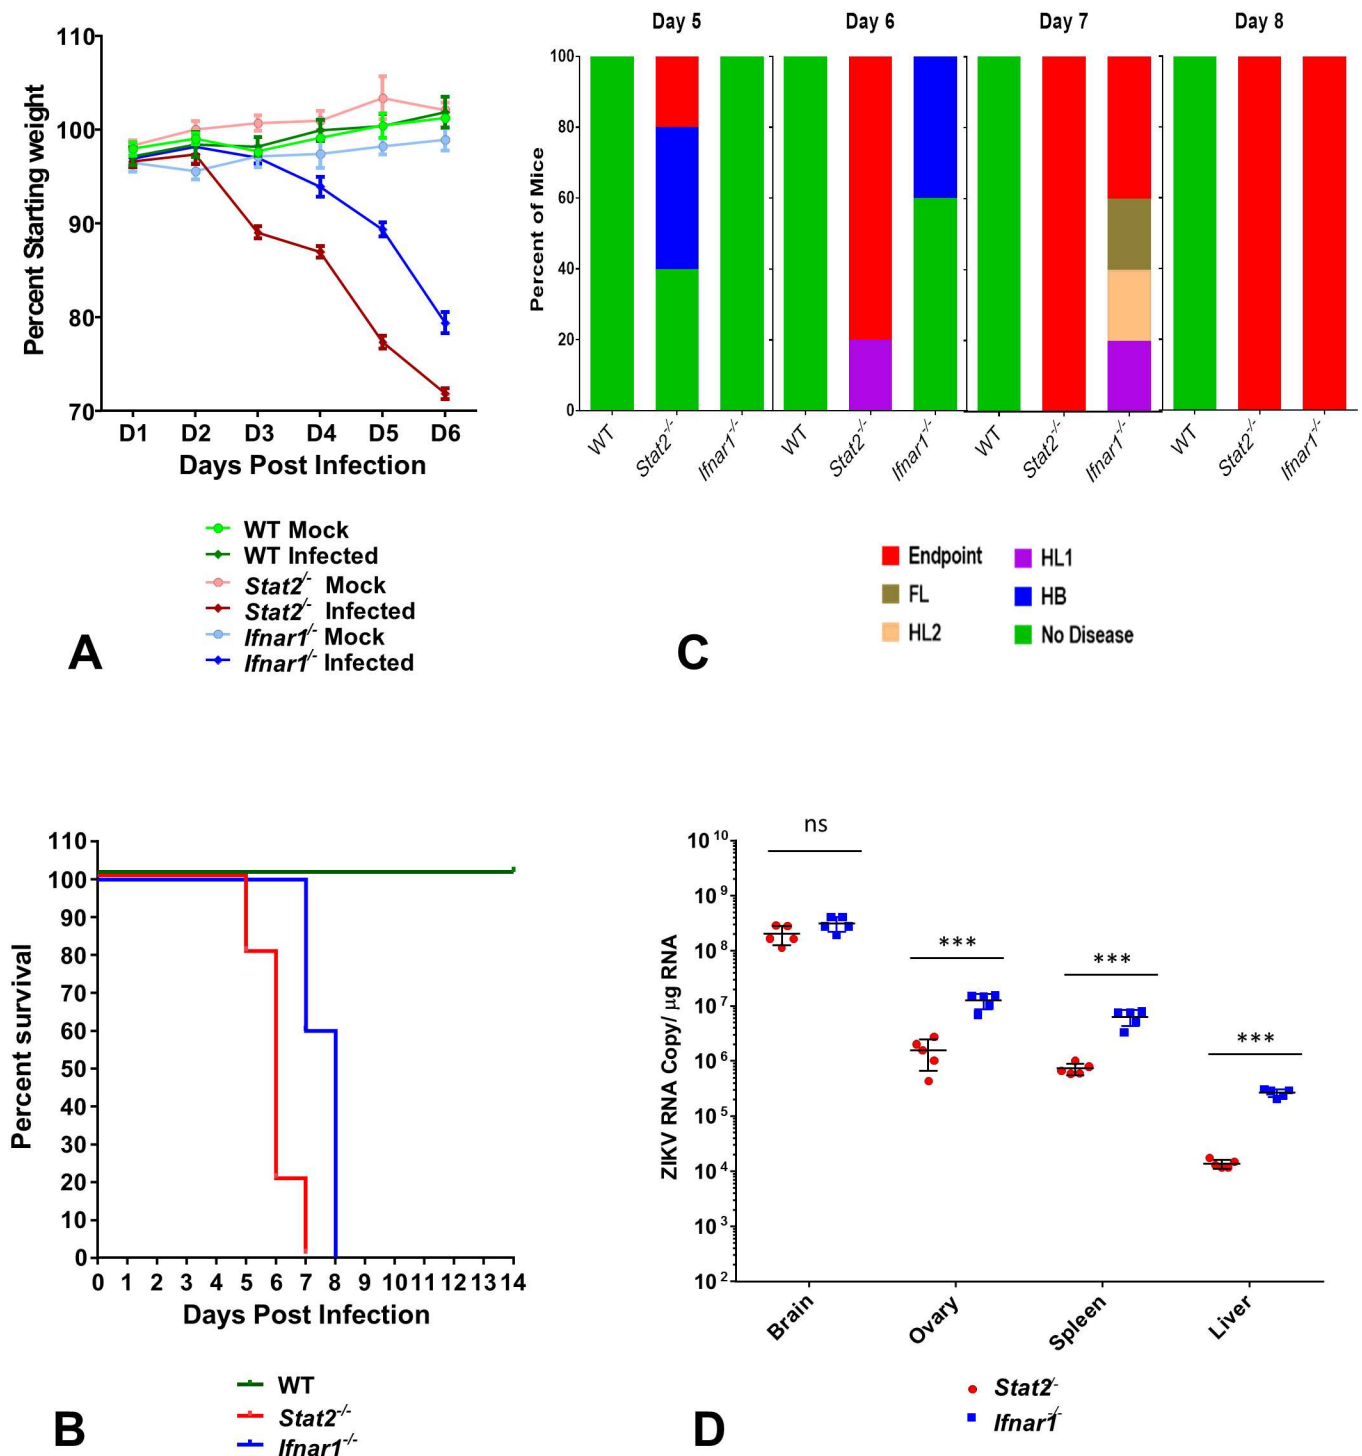 110
100
90
80
70
Percent Starting weight
D1 D2 D3 D4 D5 D6
Days Post Infection
WT Mock
WT Infected
Stat2-/- Mock
Stat2-/- Infected
Ifnar1-/- Mock
Ifnar1-/- Infected
A
Day 5 Day 6 Day 7 Day 8
100
80
60
40
20
0
Percent of Mice
WT Stat2-/- Ifnar1-/- WT Stat2-/- Ifnar1-/- WT Stat2-/- Ifnar1-/- WT Stat2-/- Ifnar1-/-
Endpoint HL1
FL HB
HL2 No Disease
C
110
100
90
80
70
60
50
40
30
20
10
0
Percent survival
0 1 2 3 4 5 6 7 8 9 10 11 12 13 14
Days Post Infection
WT
Stat2-/-
Ifnar1-/-
B
10^10
10^9
10^8
10^7
10^6
10^5
10^4
10^3
10^2
ZIKV RNA Copy/ μg RNA
ns
***
***
***
Brain Ovary Spleen Liver
Stat2-/-
Ifnar1-/-
D